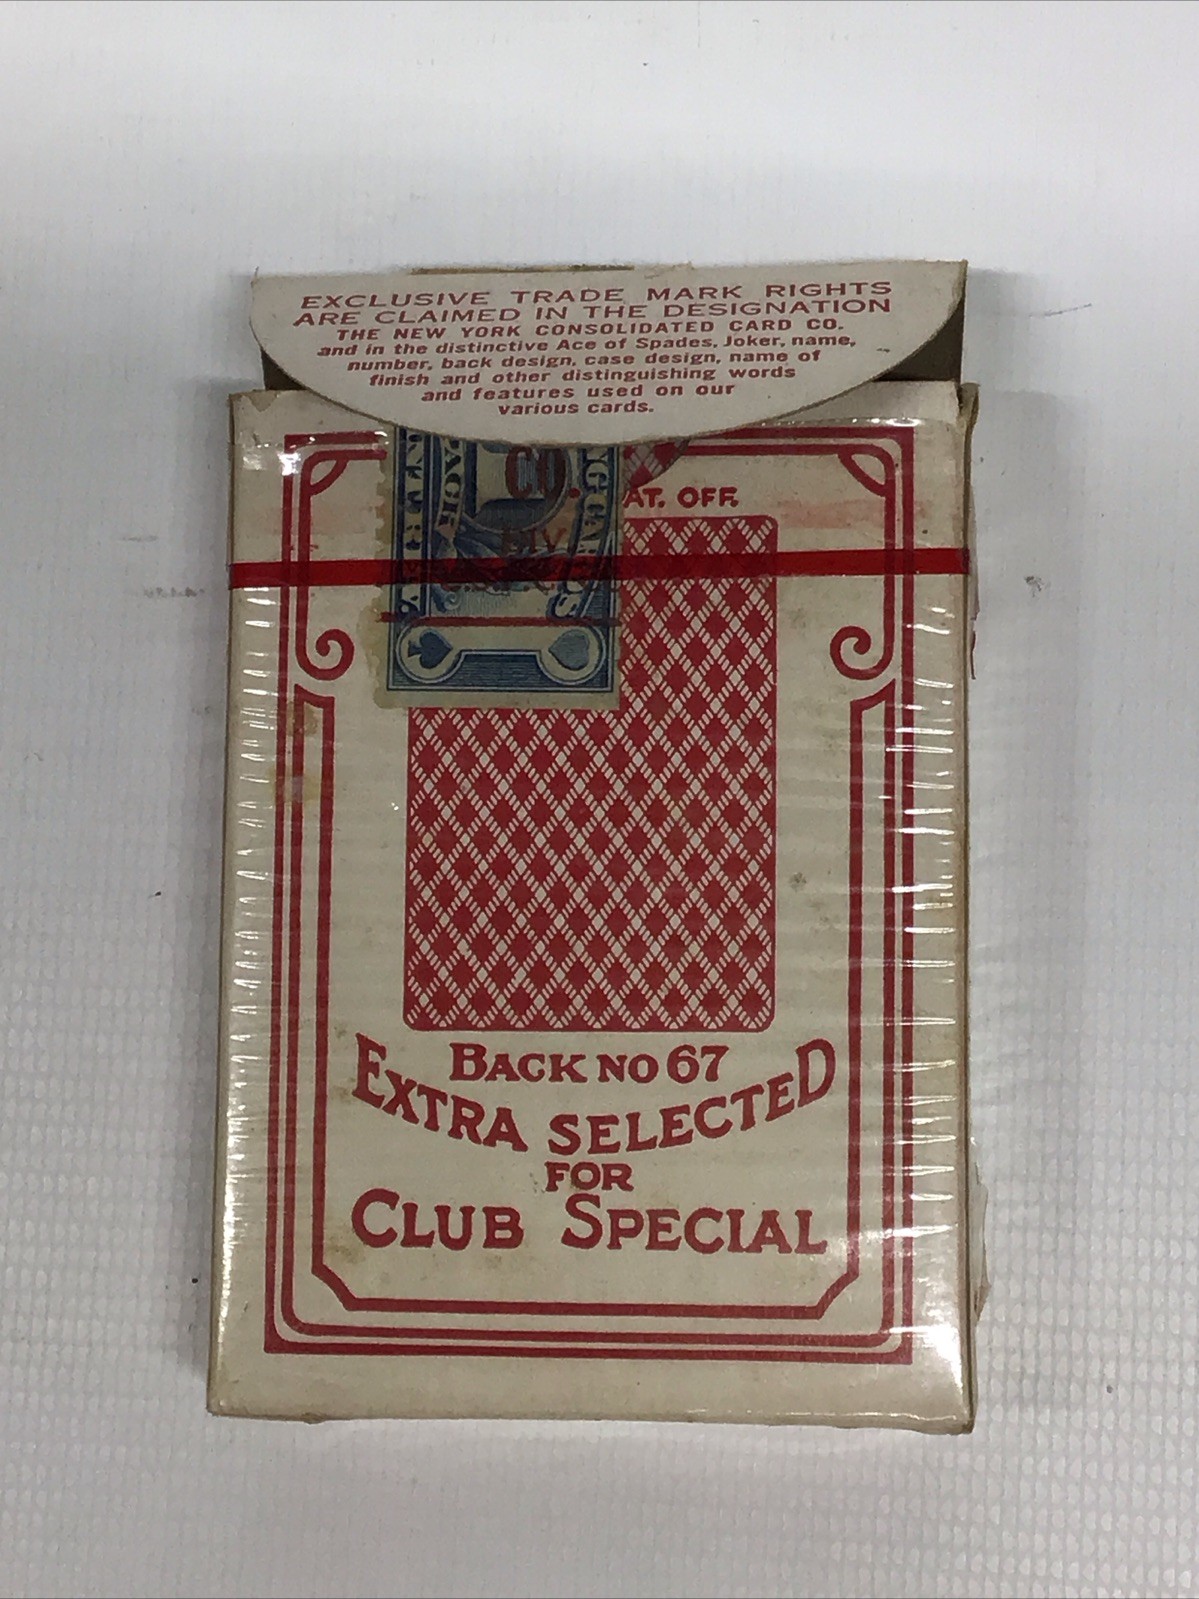 EXCLUSIVE TRADE MARK RIGHTS
ARE CLAIMED IN THE DESIGNATION
THE NEW YORK CONSOLIDATED CARD CO.
and in the distinctive Ace of Spades, Joker, name,
number, back design, case design, name of
finish and other distinguishing words
and features used on our
various cards.
CO.
AT. OFF.
DIV
BACK NO 67
EXTRA SELECTED
FOR
CLUB SPECIAL